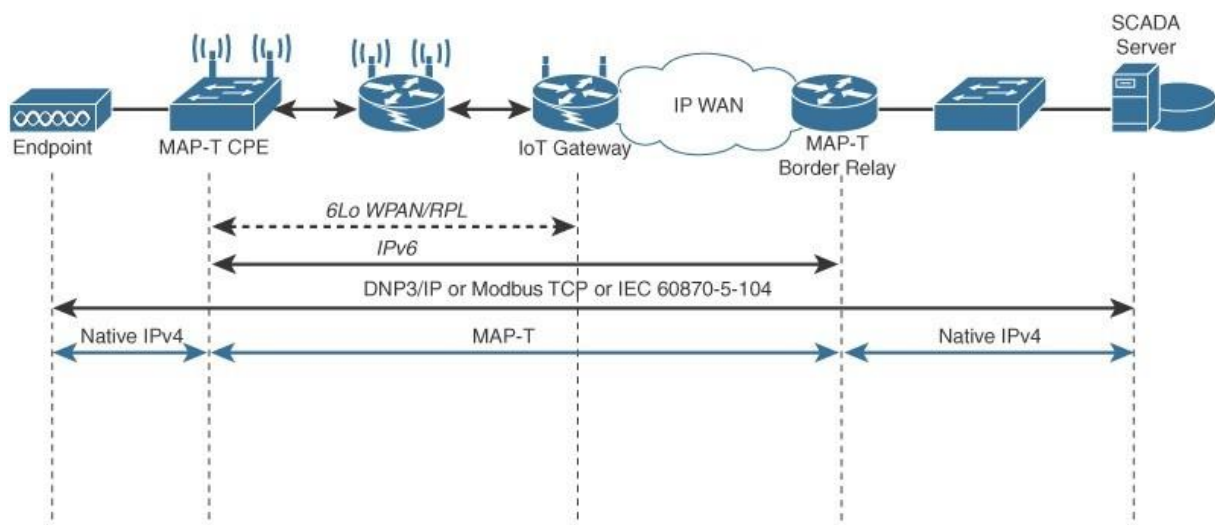 SCADA
Server
IP WAN
Endpoint
MAP-T CPE
IoT Gateway
MAP-T
Border Relay
6Lo WPAN/RPL
IPv6
DNP3/IP or Modbus TCP or IEC 60870-5-104
Native IPv4
MAP-T
Native IPv4